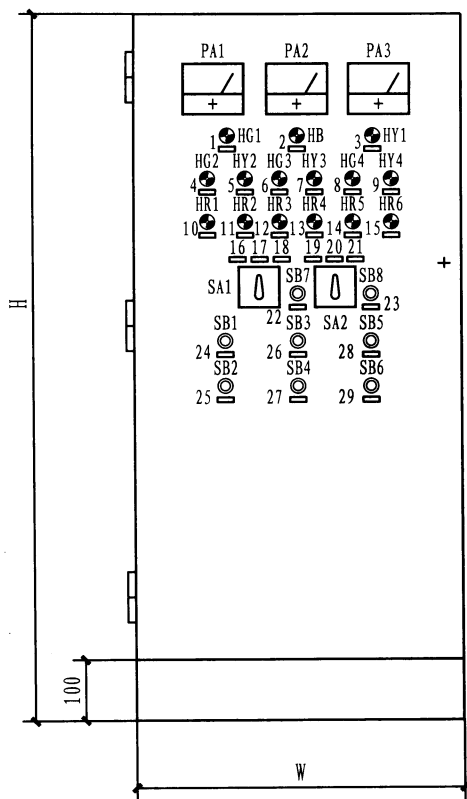 PA1 PA2 PA3
1 HG1 2 HB 3 HY1
HG2 HY2 HG3 HY3 HG4 HY4
4 5 6 7 8 9
HR1 HR2 HR3 HR4 HR5 HR6
10 11 12 13 14 15
16 17 18 19 20 21
SA1 SB7 SB8
22 SA2 23
SB1 SB3 SB5
24 26 28
SB2 SB4 SB6
25 27 29
H
100
W